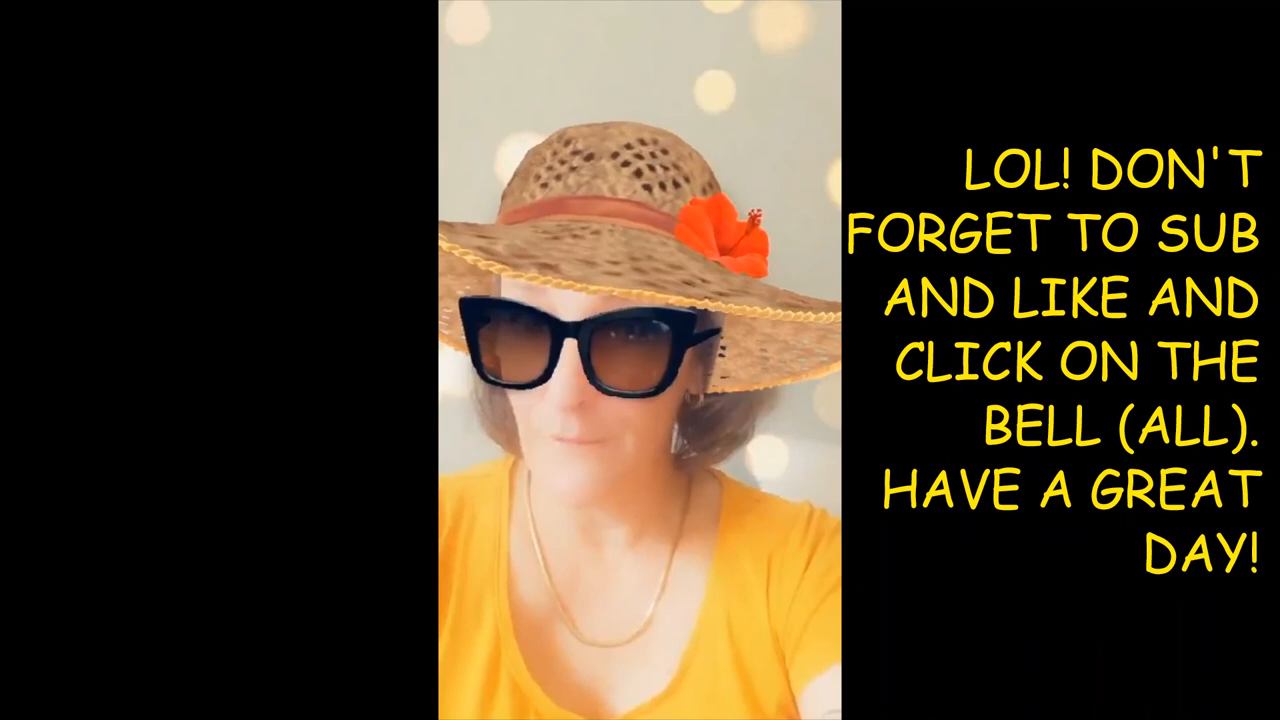 LOL! DON'T
FORGET TO SUB
AND LIKE AND
CLICK ON THE
BELL (ALL).
HAVE A GREAT
DAY!